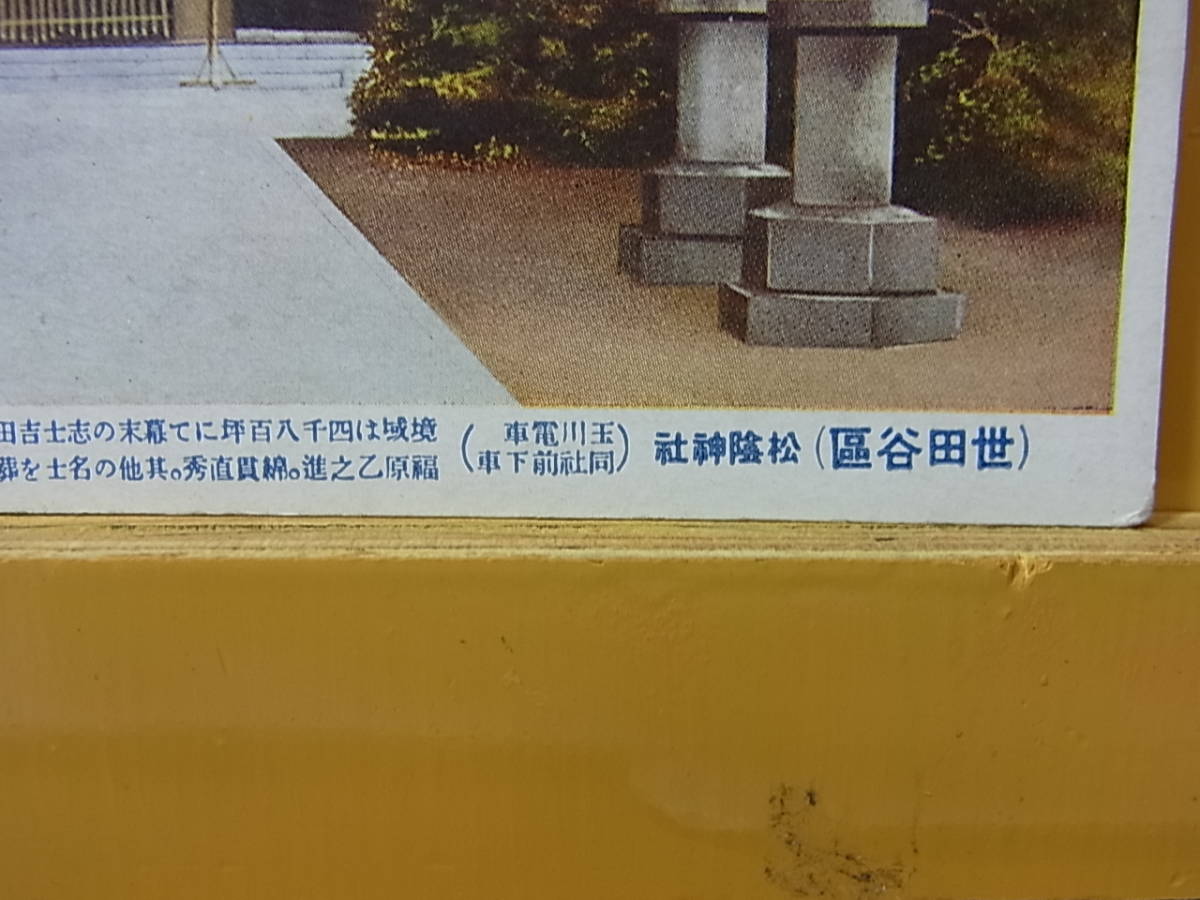 (世田谷區)
松陰神社
(玉川電車
同社前下車)
境域は四千八百坪にて幕末の志士吉田
福原乙之進。綿貫直秀。其他の名士を葬